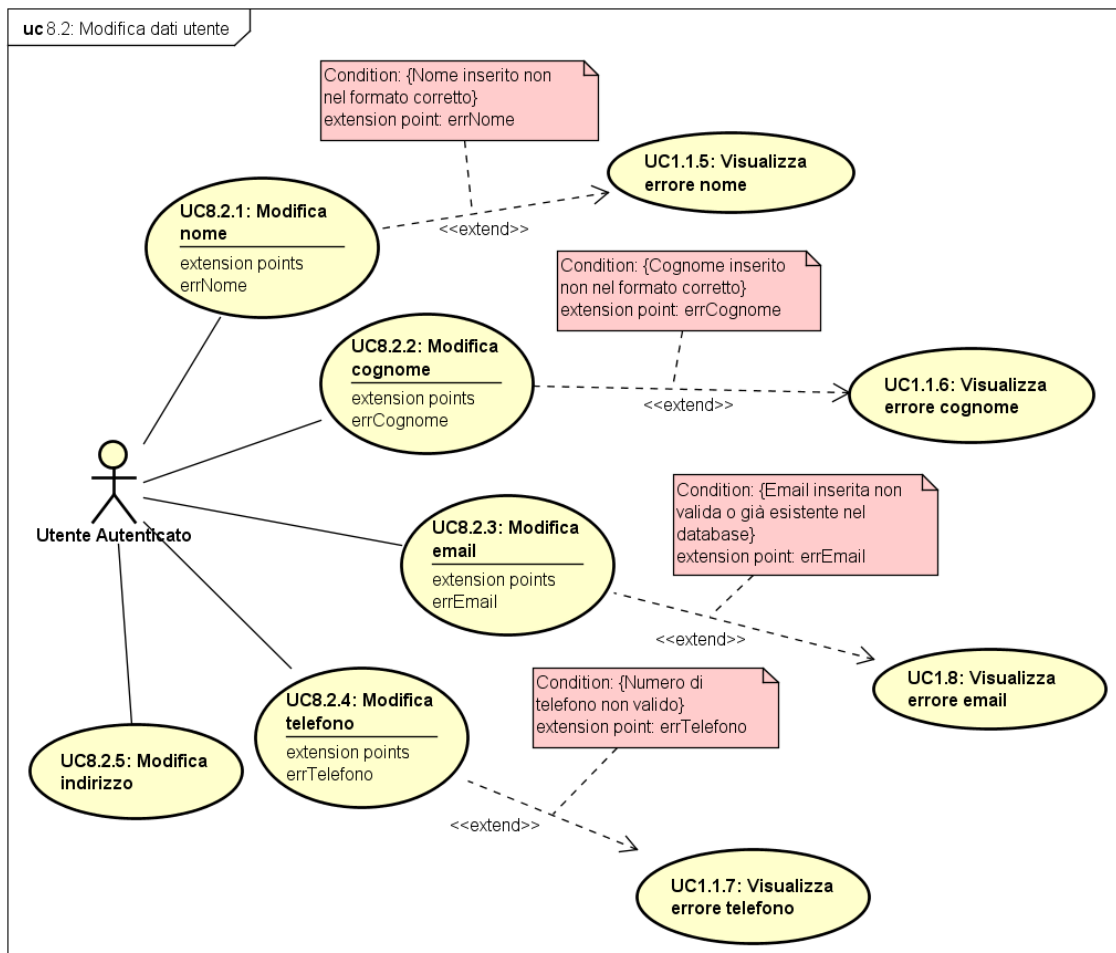 uc 8.2: Modifica dati utente
Condition: {Nome inserito non
nel formato corretto}
extension point: errNome
UC1.1.5: Visualizza
errore nome
UC8.2.1: Modifica
nome
extension points
errNome
<<extend>>
Condition: {Cognome inserito
non nel formato corretto}
extension point: errCognome
UC8.2.2: Modifica
cognome
extension points
errCognome
<<extend>>
UC1.1.6: Visualizza
errore cognome
Utente Autenticato
Condition: {Email inserita non
valida o già esistente nel
database}
extension point: errEmail
UC8.2.3: Modifica
email
extension points
errEmail
<<extend>>
UC1.8: Visualizza
errore email
Condition: {Numero di
telefono non valido}
extension point: errTelefono
UC8.2.4: Modifica
telefono
extension points
errTelefono
UC8.2.5: Modifica
indirizzo
<<extend>>
UC1.1.7: Visualizza
errore telefono